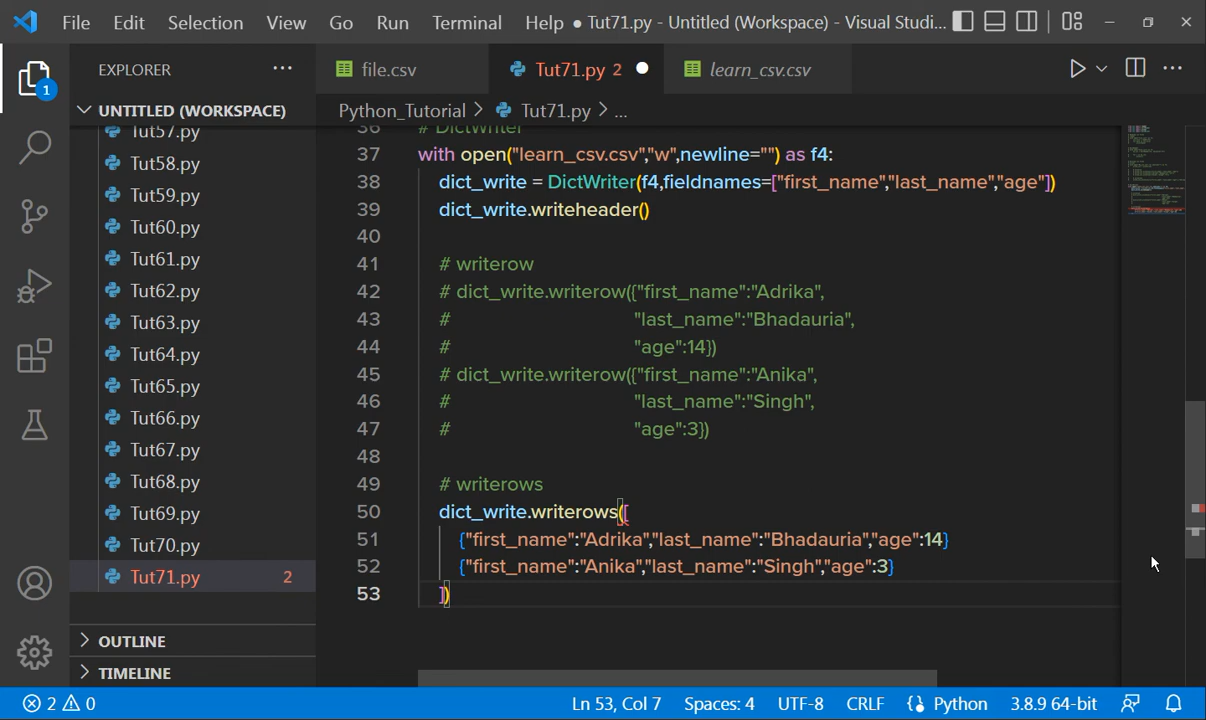 File Edit Selection View Go Run Terminal Help ● Tut71.py - Untitled (Workspace) - Visual Studi...
EXPLORER ...
file.csv
Tut71.py 2
learn_csv.csv
1
UNTITLED (WORKSPACE)
Python_Tutorial > Tut71.py > ...
Tut57.py
Tut58.py
Tut59.py
Tut60.py
Tut61.py
Tut62.py
Tut63.py
Tut64.py
Tut65.py
Tut66.py
Tut67.py
Tut68.py
Tut69.py
Tut70.py
Tut71.py 2
OUTLINE
TIMELINE
36 # DictWriter
37 with open("learn_csv.csv","w",newline="") as f4:
38 dict_write = DictWriter(f4,fieldnames=["first_name","last_name","age"])
39 dict_write.writeheader()
40
41 # writerow
42 # dict_write.writerow({"first_name":"Adrika",
43 # "last_name":"Bhadauria",
44 # "age":14})
45 # dict_write.writerow({"first_name":"Anika",
46 # "last_name":"Singh",
47 # "age":3})
48
49 # writerows
50 dict_write.writerows([
51 {"first_name":"Adrika","last_name":"Bhadauria","age":14}
52 {"first_name":"Anika","last_name":"Singh","age":3}
53 ])
2 0 Ln 53, Col 7 Spaces: 4 UTF-8 CRLF Python 3.8.9 64-bit